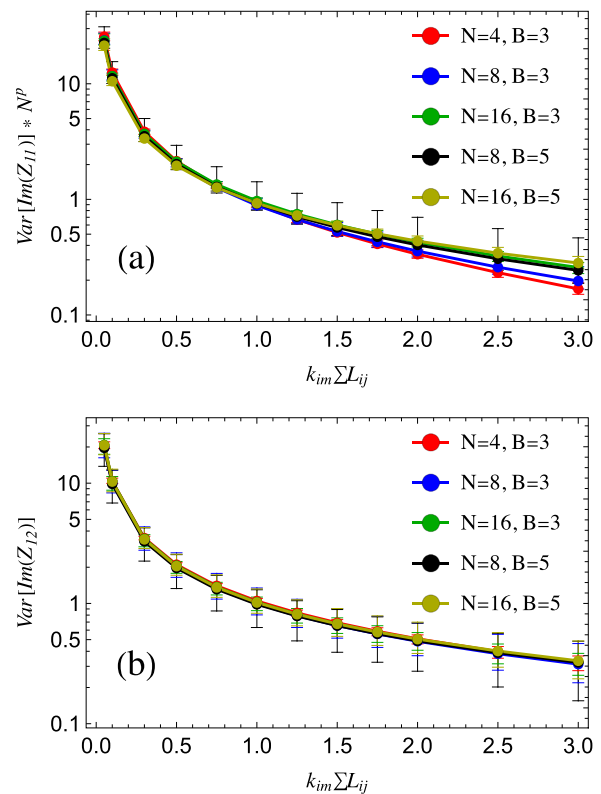 Var[Im(Z11)] * N^p
10
5
1
0.5
0.1
0.0 0.5 1.0 1.5 2.0 2.5 3.0
k_im ΣL_ij
(a)
N=4, B=3
N=8, B=3
N=16, B=3
N=8, B=5
N=16, B=5
Var[Im(Z12)]
10
5
1
0.5
0.1
0.0 0.5 1.0 1.5 2.0 2.5 3.0
k_im ΣL_ij
(b)
N=4, B=3
N=8, B=3
N=16, B=3
N=8, B=5
N=16, B=5